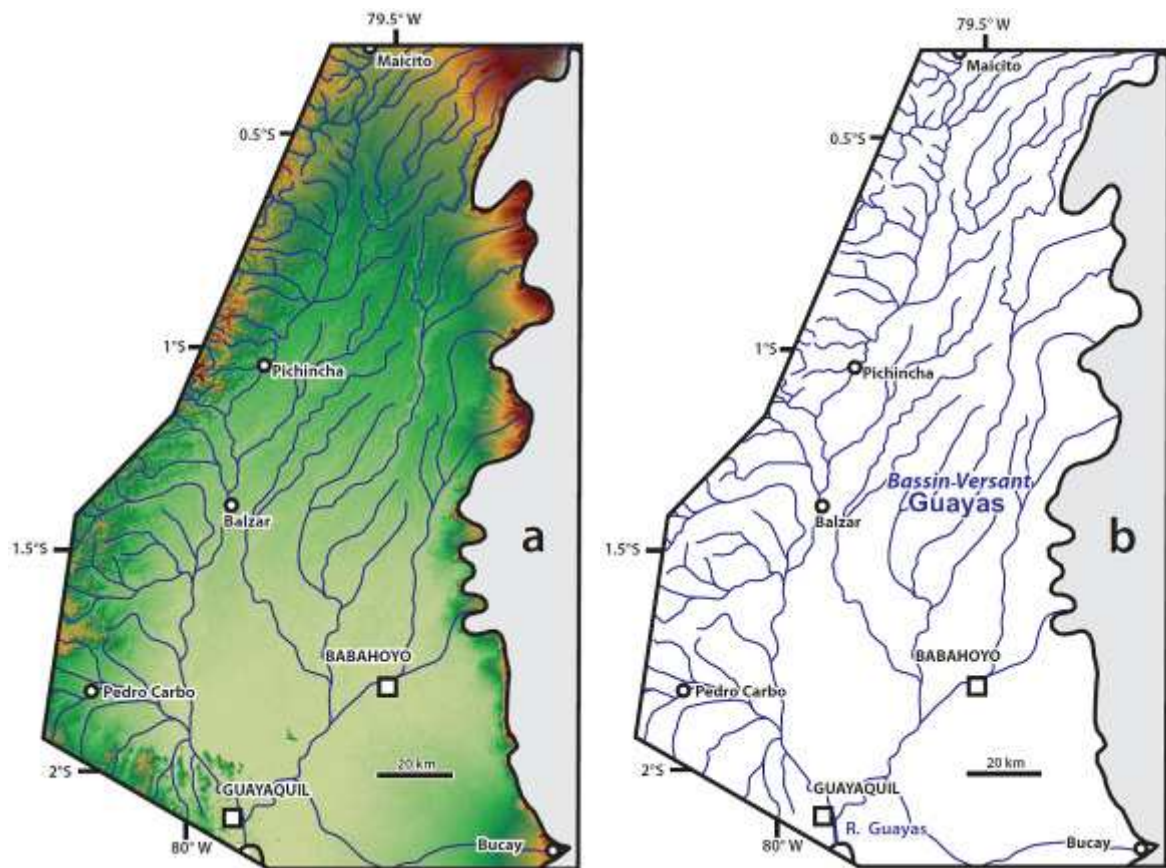 79.5° W
Maicito
0.5°S
1°S
Pichincha
Balzar
1.5°S
a
BABAHOYO
Pedro Carbo
20 km
2°S
GUAYAQUIL
80° W
Bucay
79.5° W
Maicito
0.5°S
1°S
Pichincha
Bassin-Versant
Guayas
Balzar
1.5°S
b
BABAHOYO
Pedro Carbo
20 km
2°S
GUAYAQUIL
R. Guayas
80° W
Bucay